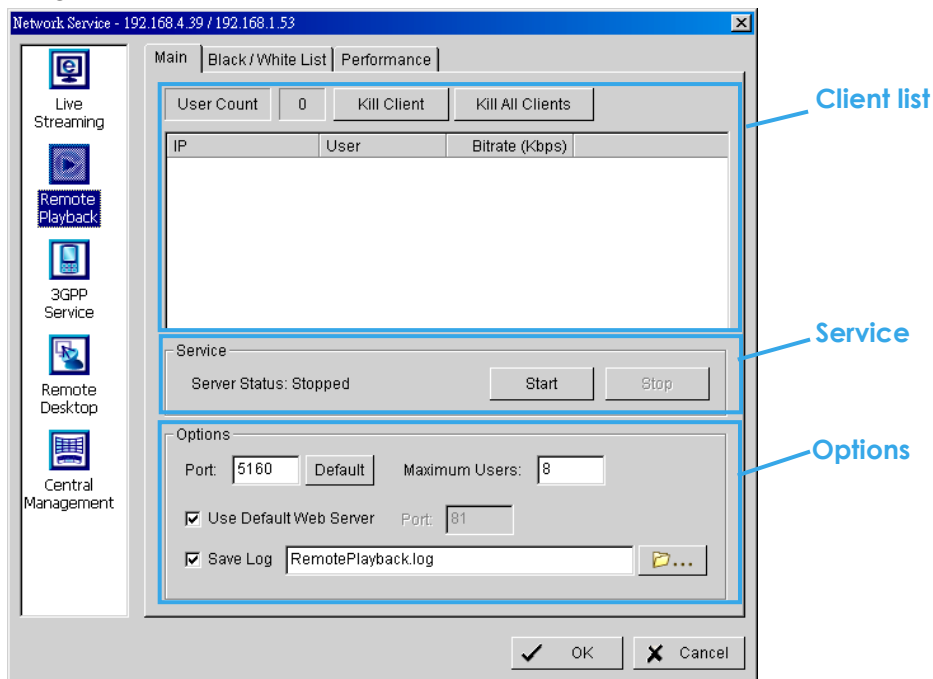 Network Service - 192.168.4.39 / 192.168.1.53
Live
Streaming
Remote
Playback
3GPP
Service
Remote
Desktop
Central
Management
Main
Black / White List
Performance
User Count 0 Kill Client Kill All Clients
IP User Bitrate (Kbps)
Client list
Service
Server Status: Stopped Start Stop
Service
Options
Port: 5160 Default Maximum Users: 8
Use Default Web Server Port: 81
Save Log RemotePlayback.log ...
Options
OK Cancel